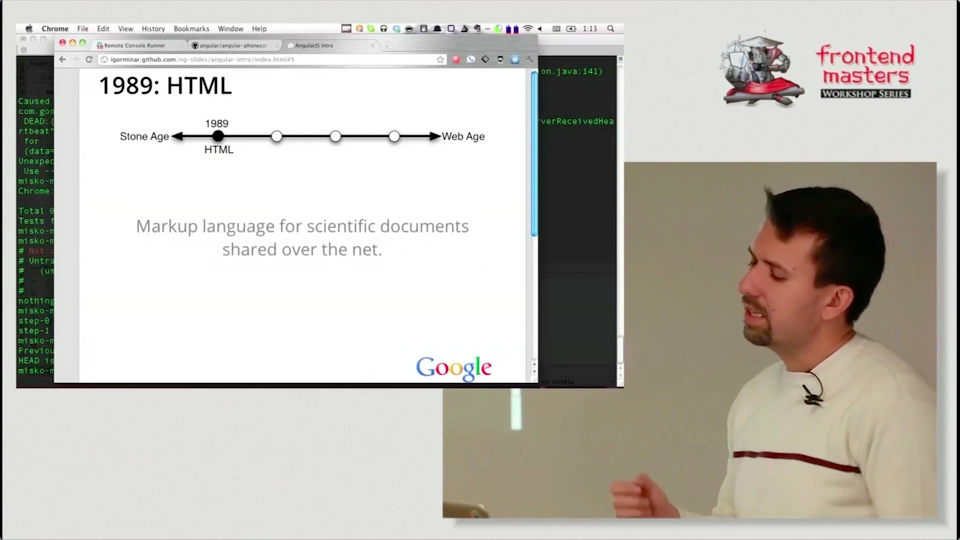 Chrome File Edit View History Bookmarks Window Help 1:13
Remote Console Runner
angular/angular-phonecat
AngularJS Intro
igorminar.github.com/ng-slides/angular-intro/index.html#5
1989: HTML
1989
Stone Age
Web Age
HTML
Markup language for scientific documents
shared over the net.
Google
on.java:141)
verReceivedHea
Caused
com.goo
DEAD:
rtbeat"
for
{data=
Unexpec
Use --
misko-m
Chrome:
Total 0
Tests f
misko-m
misko-m
# Not
# Untra
# (us
#
#
nothing
misko-m
step-0
step-1
misko-m
Previou
HEAD is
misko-m
frontend
masters
WORKSHOP SERIES